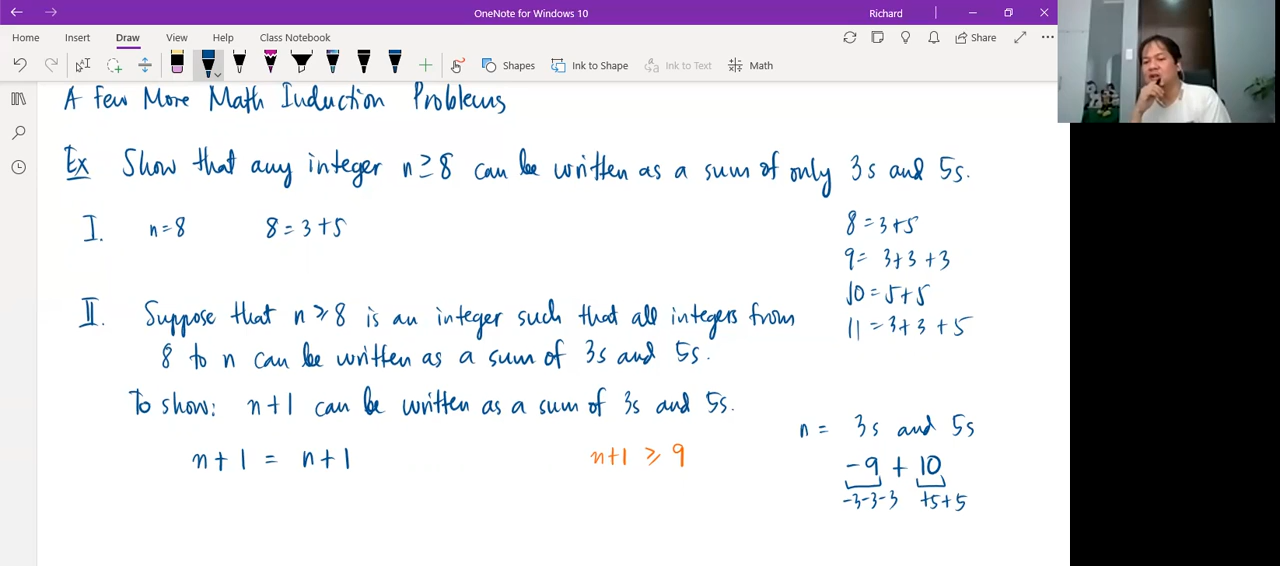 OneNote for Windows 10
Richard
Home Insert Draw View Help Class Notebook
Share
Shapes Ink to Shape Ink to Text Math
A Few More Math Induction Problems
Ex Show that any integer n ≥ 8 can be written as a sum of only 3s and 5s.
I. n = 8 8 = 3 + 5
8 = 3 + 5
9 = 3 + 3 + 3
10 = 5 + 5
11 = 3 + 3 + 5
II. Suppose that n ≥ 8 is an integer such that all integers from
8 to n can be written as a sum of 3s and 5s.
To show: n + 1 can be written as a sum of 3s and 5s.
n + 1 = n + 1 n + 1 ≥ 9
n = 3s and 5s
-9 + 10
-3-3-3 +5+5